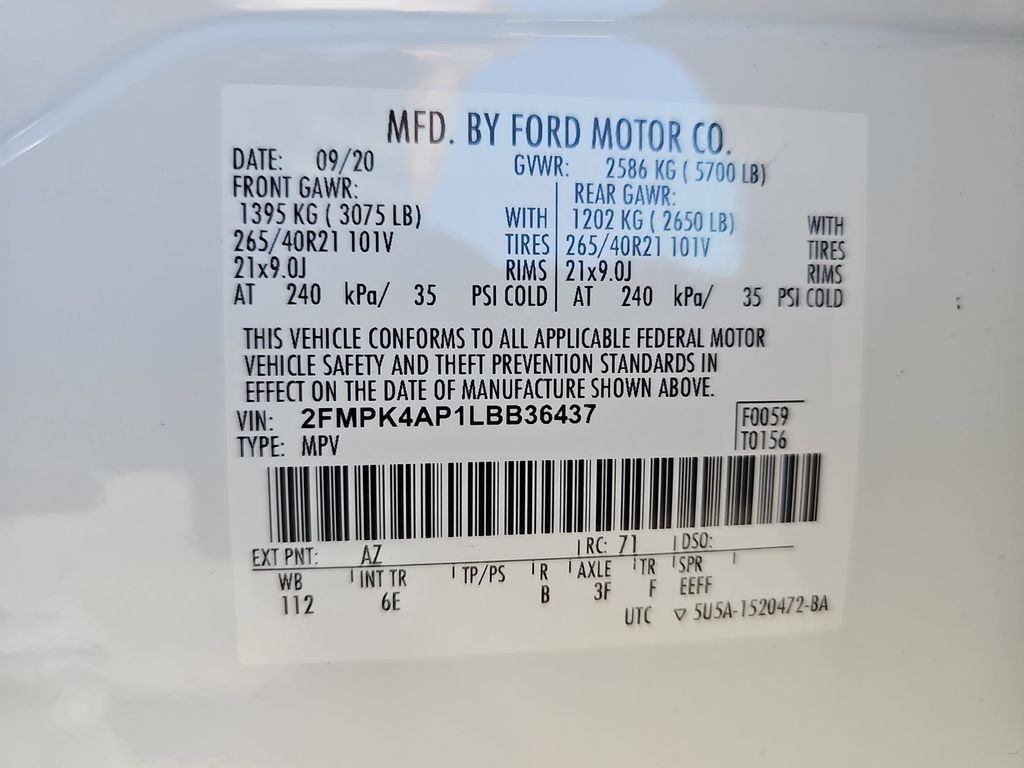 MFD. BY FORD MOTOR CO.
DATE: 09/20 GVWR: 2586 KG ( 5700 LB)
FRONT GAWR: REAR GAWR:
1395 KG ( 3075 LB) WITH 1202 KG ( 2650 LB) WITH
265/40R21 101V TIRES 265/40R21 101V TIRES
21x9.0J RIMS 21x9.0J RIMS
AT 240 kPa/ 35 PSI COLD AT 240 kPa/ 35 PSI COLD
THIS VEHICLE CONFORMS TO ALL APPLICABLE FEDERAL MOTOR
VEHICLE SAFETY AND THEFT PREVENTION STANDARDS IN
EFFECT ON THE DATE OF MANUFACTURE SHOWN ABOVE.
VIN: 2FMPK4AP1LBB36437 F0059
TYPE: MPV T0156
EXT PNT: AZ RC: 71 DSO:
WB INT TR TP/PS R AXLE TR SPR
112 6E B 3F F EEFF
UTC ▽ 5U5A-1520472-BA